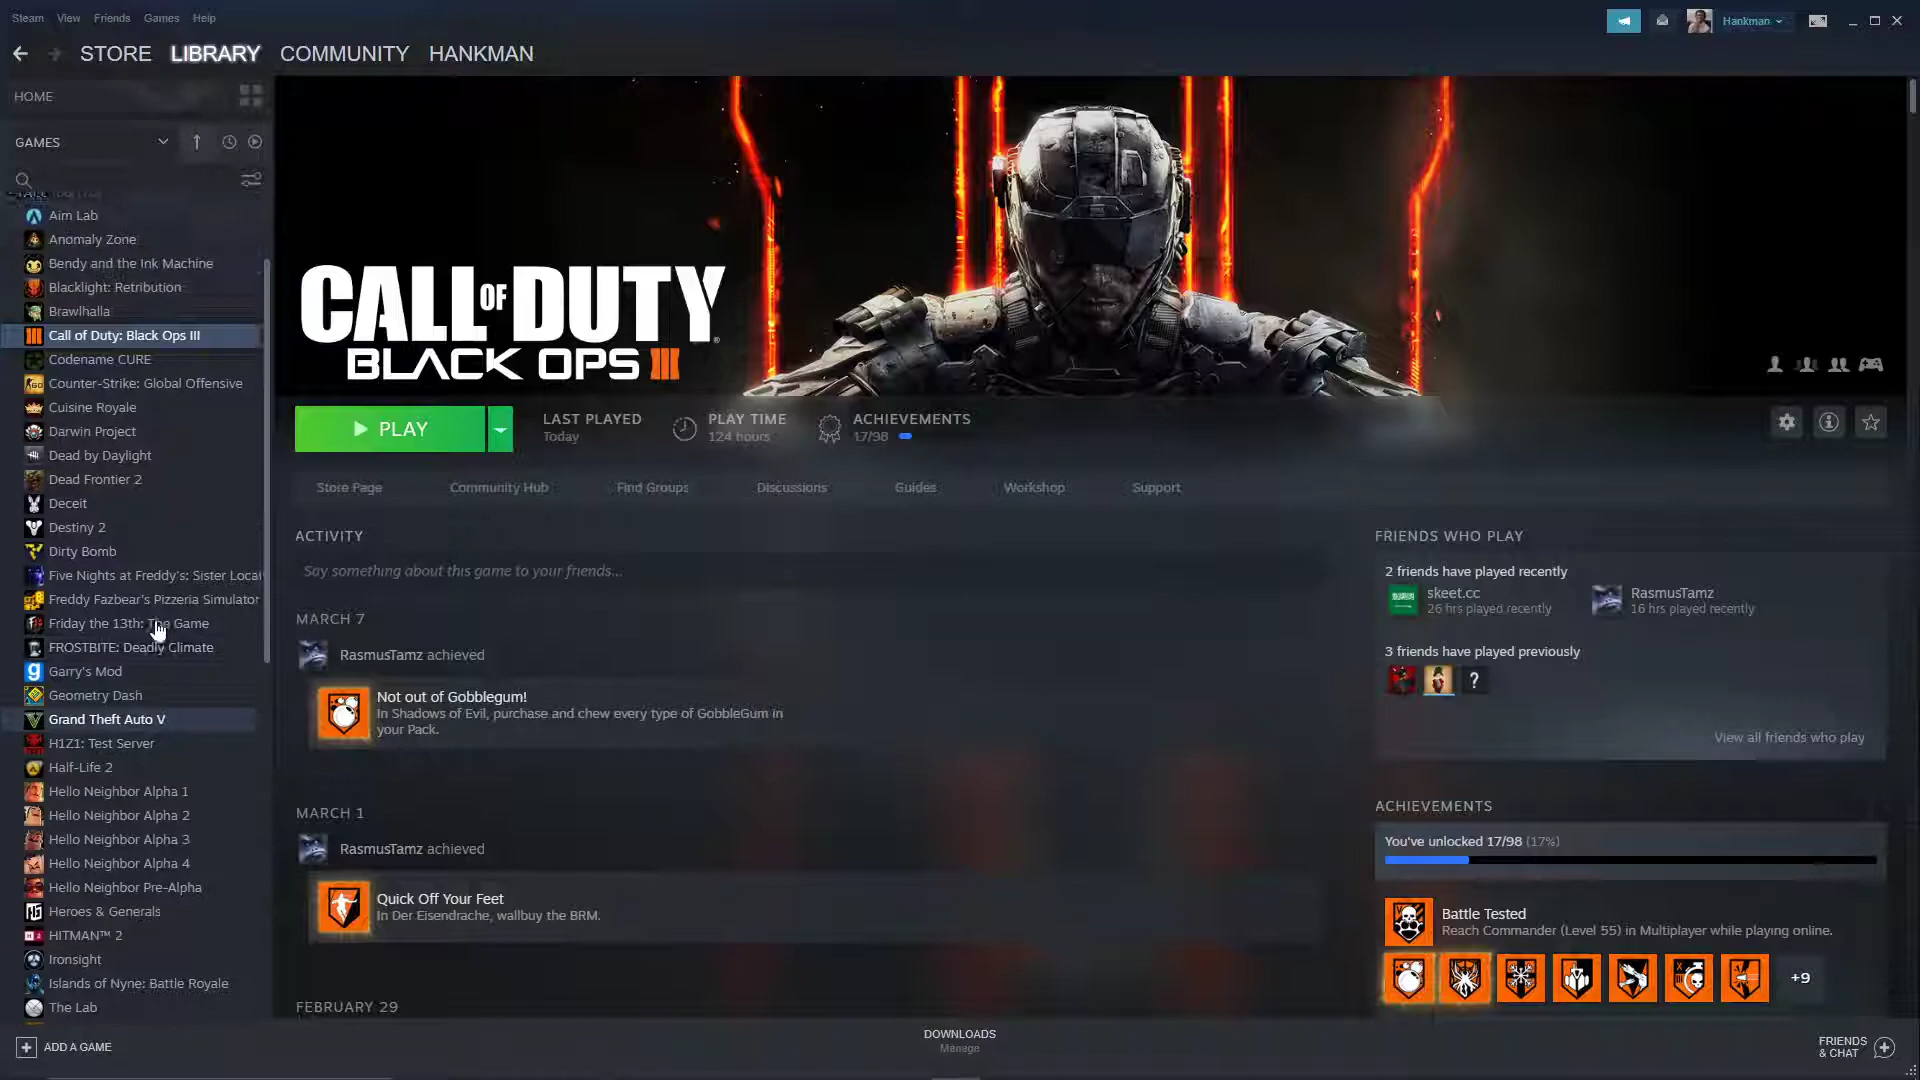 Steam View Friends Games Help
Hankman
STORE LIBRARY COMMUNITY HANKMAN
HOME
GAMES
Aim Lab
Anomaly Zone
Bendy and the Ink Machine
Blacklight: Retribution
Brawlhalla
Call of Duty: Black Ops III
Codename CURE
Counter-Strike: Global Offensive
Cuisine Royale
Darwin Project
Dead by Daylight
Dead Frontier 2
Deceit
Destiny 2
Dirty Bomb
Five Nights at Freddy's: Sister Locat
Freddy Fazbear's Pizzeria Simulator
Friday the 13th: The Game
FROSTBITE: Deadly Climate
Garry's Mod
Geometry Dash
Grand Theft Auto V
H1Z1: Test Server
Half-Life 2
Hello Neighbor Alpha 1
Hello Neighbor Alpha 2
Hello Neighbor Alpha 3
Hello Neighbor Alpha 4
Hello Neighbor Pre-Alpha
Heroes & Generals
HITMAN™ 2
Ironsight
Islands of Nyne: Battle Royale
The Lab
ADD A GAME
CALL OF DUTY®
BLACK OPS III
PLAY
LAST PLAYED
Today
PLAY TIME
124 hours
ACHIEVEMENTS
17/98
Store Page Community Hub Find Groups Discussions Guides Workshop Support
ACTIVITY
Say something about this game to your friends...
MARCH 7
RasmusTamz achieved
Not out of Gobblegum!
In Shadows of Evil, purchase and chew every type of GobbleGum in
your Pack.
MARCH 1
RasmusTamz achieved
Quick Off Your Feet
In Der Eisendrache, wallbuy the BRM.
FEBRUARY 29
FRIENDS WHO PLAY
2 friends have played recently
skeet.cc
26 hrs played recently
RasmusTamz
16 hrs played recently
3 friends have played previously
?
View all friends who play
ACHIEVEMENTS
You've unlocked 17/98 (17%)
Battle Tested
Reach Commander (Level 55) in Multiplayer while playing online.
+9
DOWNLOADS
Manage
FRIENDS
& CHAT